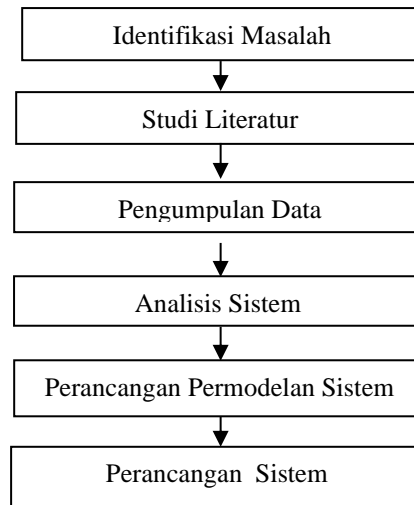 Identifikasi Masalah
Studi Literatur
Pengumpulan Data
Analisis Sistem
Perancangan Permodelan Sistem
Perancangan Sistem